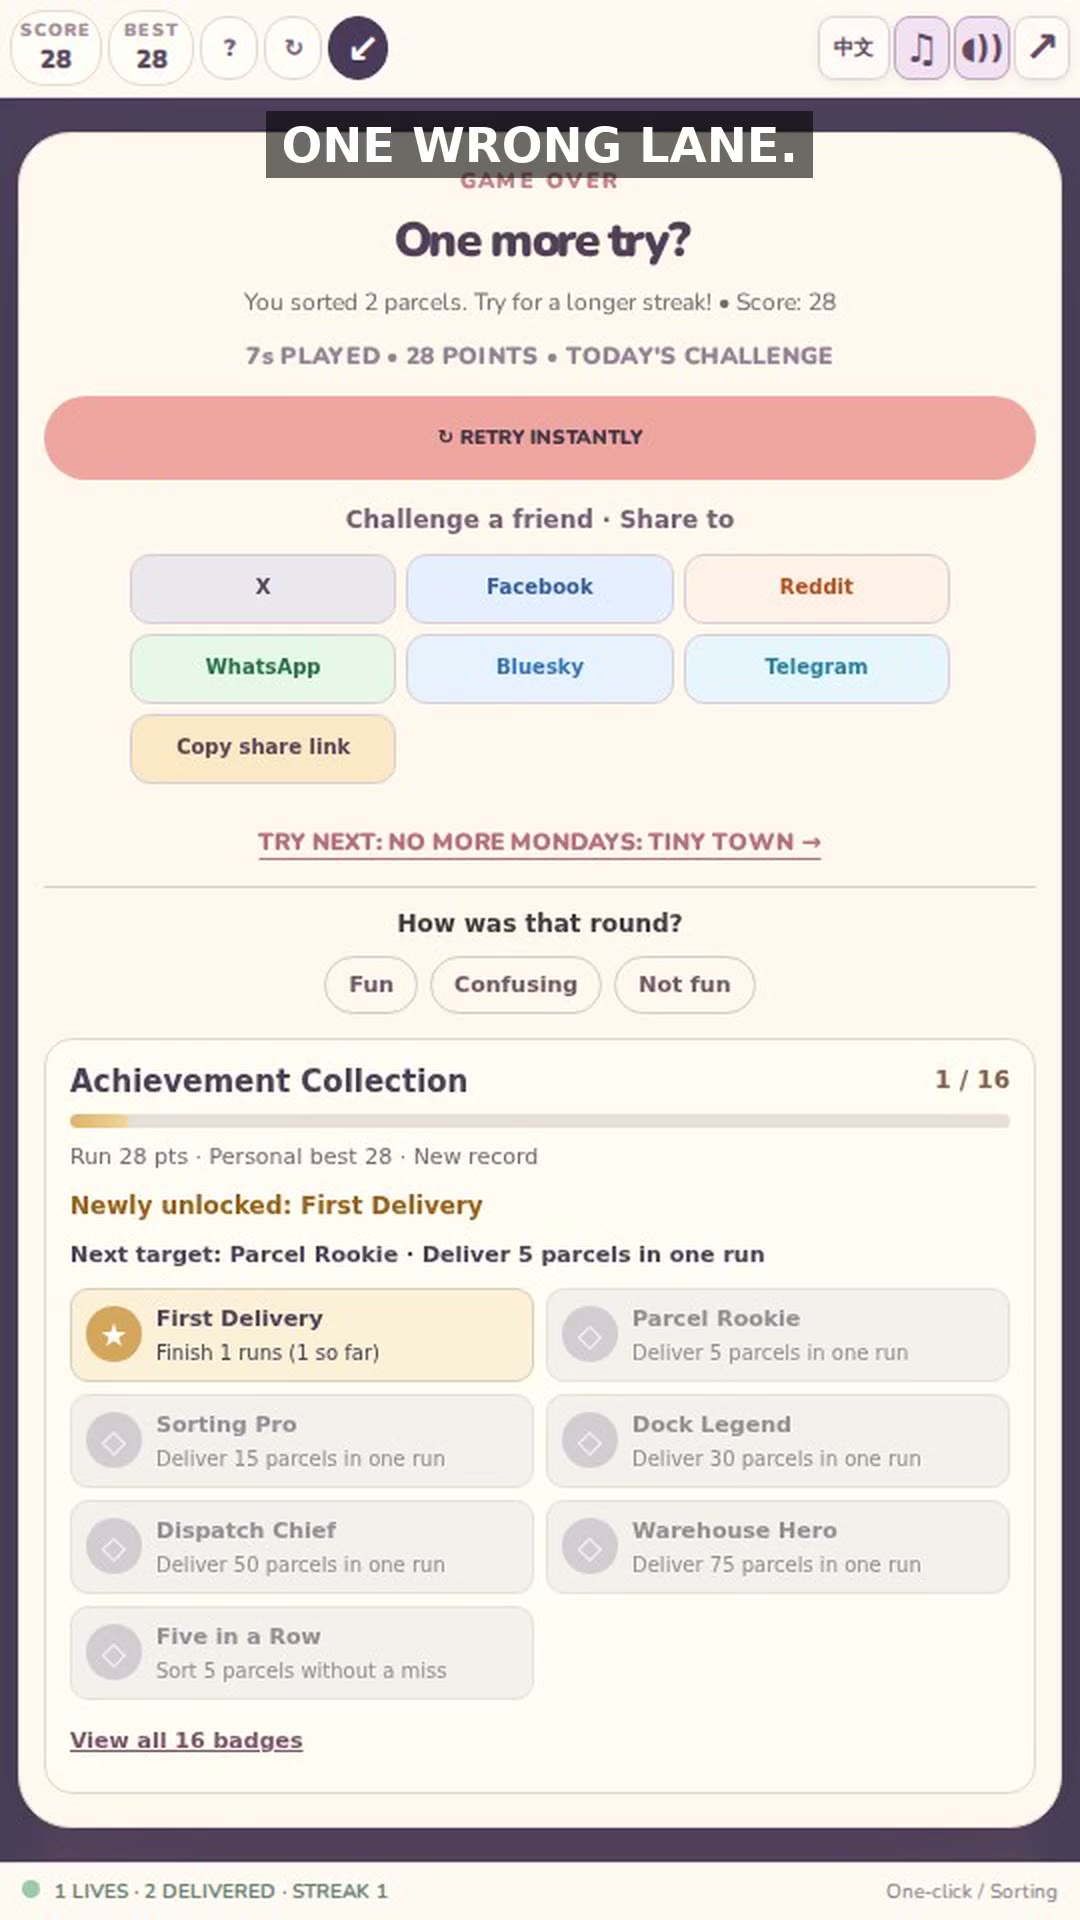 SCORE
28
BEST
28
?
↻
↙
中文
♫
↗
ONE WRONG LANE.
GAME OVER
One more try?
You sorted 2 parcels. Try for a longer streak! • Score: 28
7s PLAYED • 28 POINTS • TODAY'S CHALLENGE
↻ RETRY INSTANTLY
Challenge a friend · Share to
X
Facebook
Reddit
WhatsApp
Bluesky
Telegram
Copy share link
TRY NEXT: NO MORE MONDAYS: TINY TOWN →
How was that round?
Fun
Confusing
Not fun
Achievement Collection
1 / 16
Run 28 pts · Personal best 28 · New record
Newly unlocked: First Delivery
Next target: Parcel Rookie · Deliver 5 parcels in one run
First Delivery
Finish 1 runs (1 so far)
Parcel Rookie
Deliver 5 parcels in one run
Sorting Pro
Deliver 15 parcels in one run
Dock Legend
Deliver 30 parcels in one run
Dispatch Chief
Deliver 50 parcels in one run
Warehouse Hero
Deliver 75 parcels in one run
Five in a Row
Sort 5 parcels without a miss
View all 16 badges
1 LIVES · 2 DELIVERED · STREAK 1
One-click / Sorting